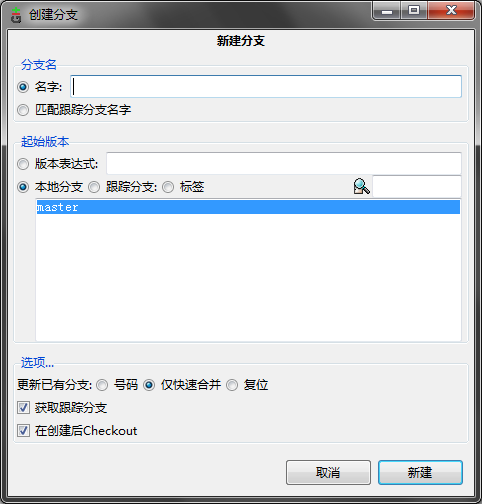 创建分支
新建分支
分支名
名字:
匹配跟踪分支名字
起始版本
版本表达式:
本地分支 跟踪分支: 标签
master
选项...
更新已有分支: 号码 仅快速合并 复位
获取跟踪分支
在创建后Checkout
取消 新建